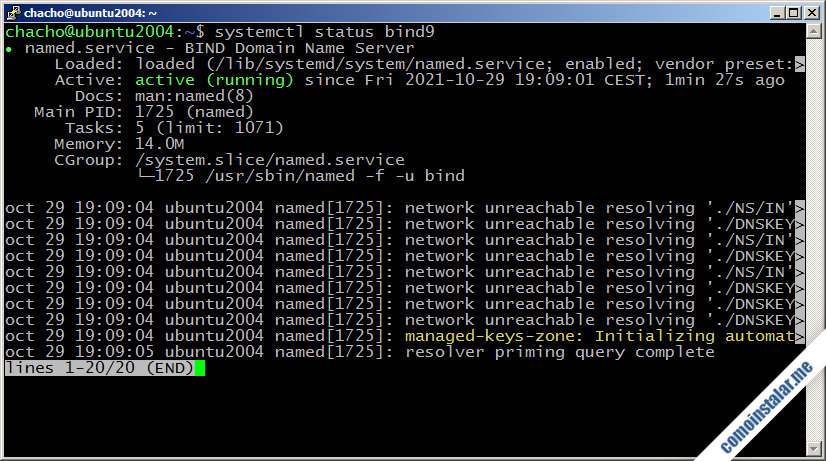 chacho@ubuntu2004: ~
chacho@ubuntu2004:~$ systemctl status bind9
● named.service - BIND Domain Name Server
     Loaded: loaded (/lib/systemd/system/named.service; enabled; vendor preset:>
     Active: active (running) since Fri 2021-10-29 19:09:01 CEST; 1min 27s ago
       Docs: man:named(8)
   Main PID: 1725 (named)
      Tasks: 5 (limit: 1071)
     Memory: 14.0M
     CGroup: /system.slice/named.service
             └─1725 /usr/sbin/named -f -u bind
oct 29 19:09:04 ubuntu2004 named[1725]: network unreachable resolving './NS/IN'>
oct 29 19:09:04 ubuntu2004 named[1725]: network unreachable resolving './DNSKEY>
oct 29 19:09:04 ubuntu2004 named[1725]: network unreachable resolving './NS/IN'>
oct 29 19:09:04 ubuntu2004 named[1725]: network unreachable resolving './DNSKEY>
oct 29 19:09:04 ubuntu2004 named[1725]: network unreachable resolving './NS/IN'>
oct 29 19:09:04 ubuntu2004 named[1725]: network unreachable resolving './DNSKEY>
oct 29 19:09:04 ubuntu2004 named[1725]: network unreachable resolving './DNSKEY>
oct 29 19:09:04 ubuntu2004 named[1725]: network unreachable resolving './DNSKEY>
oct 29 19:09:04 ubuntu2004 named[1725]: managed-keys-zone: Initializing automat>
oct 29 19:09:05 ubuntu2004 named[1725]: resolver priming query complete
lines 1-20/20 (END)
comoinstalar.me